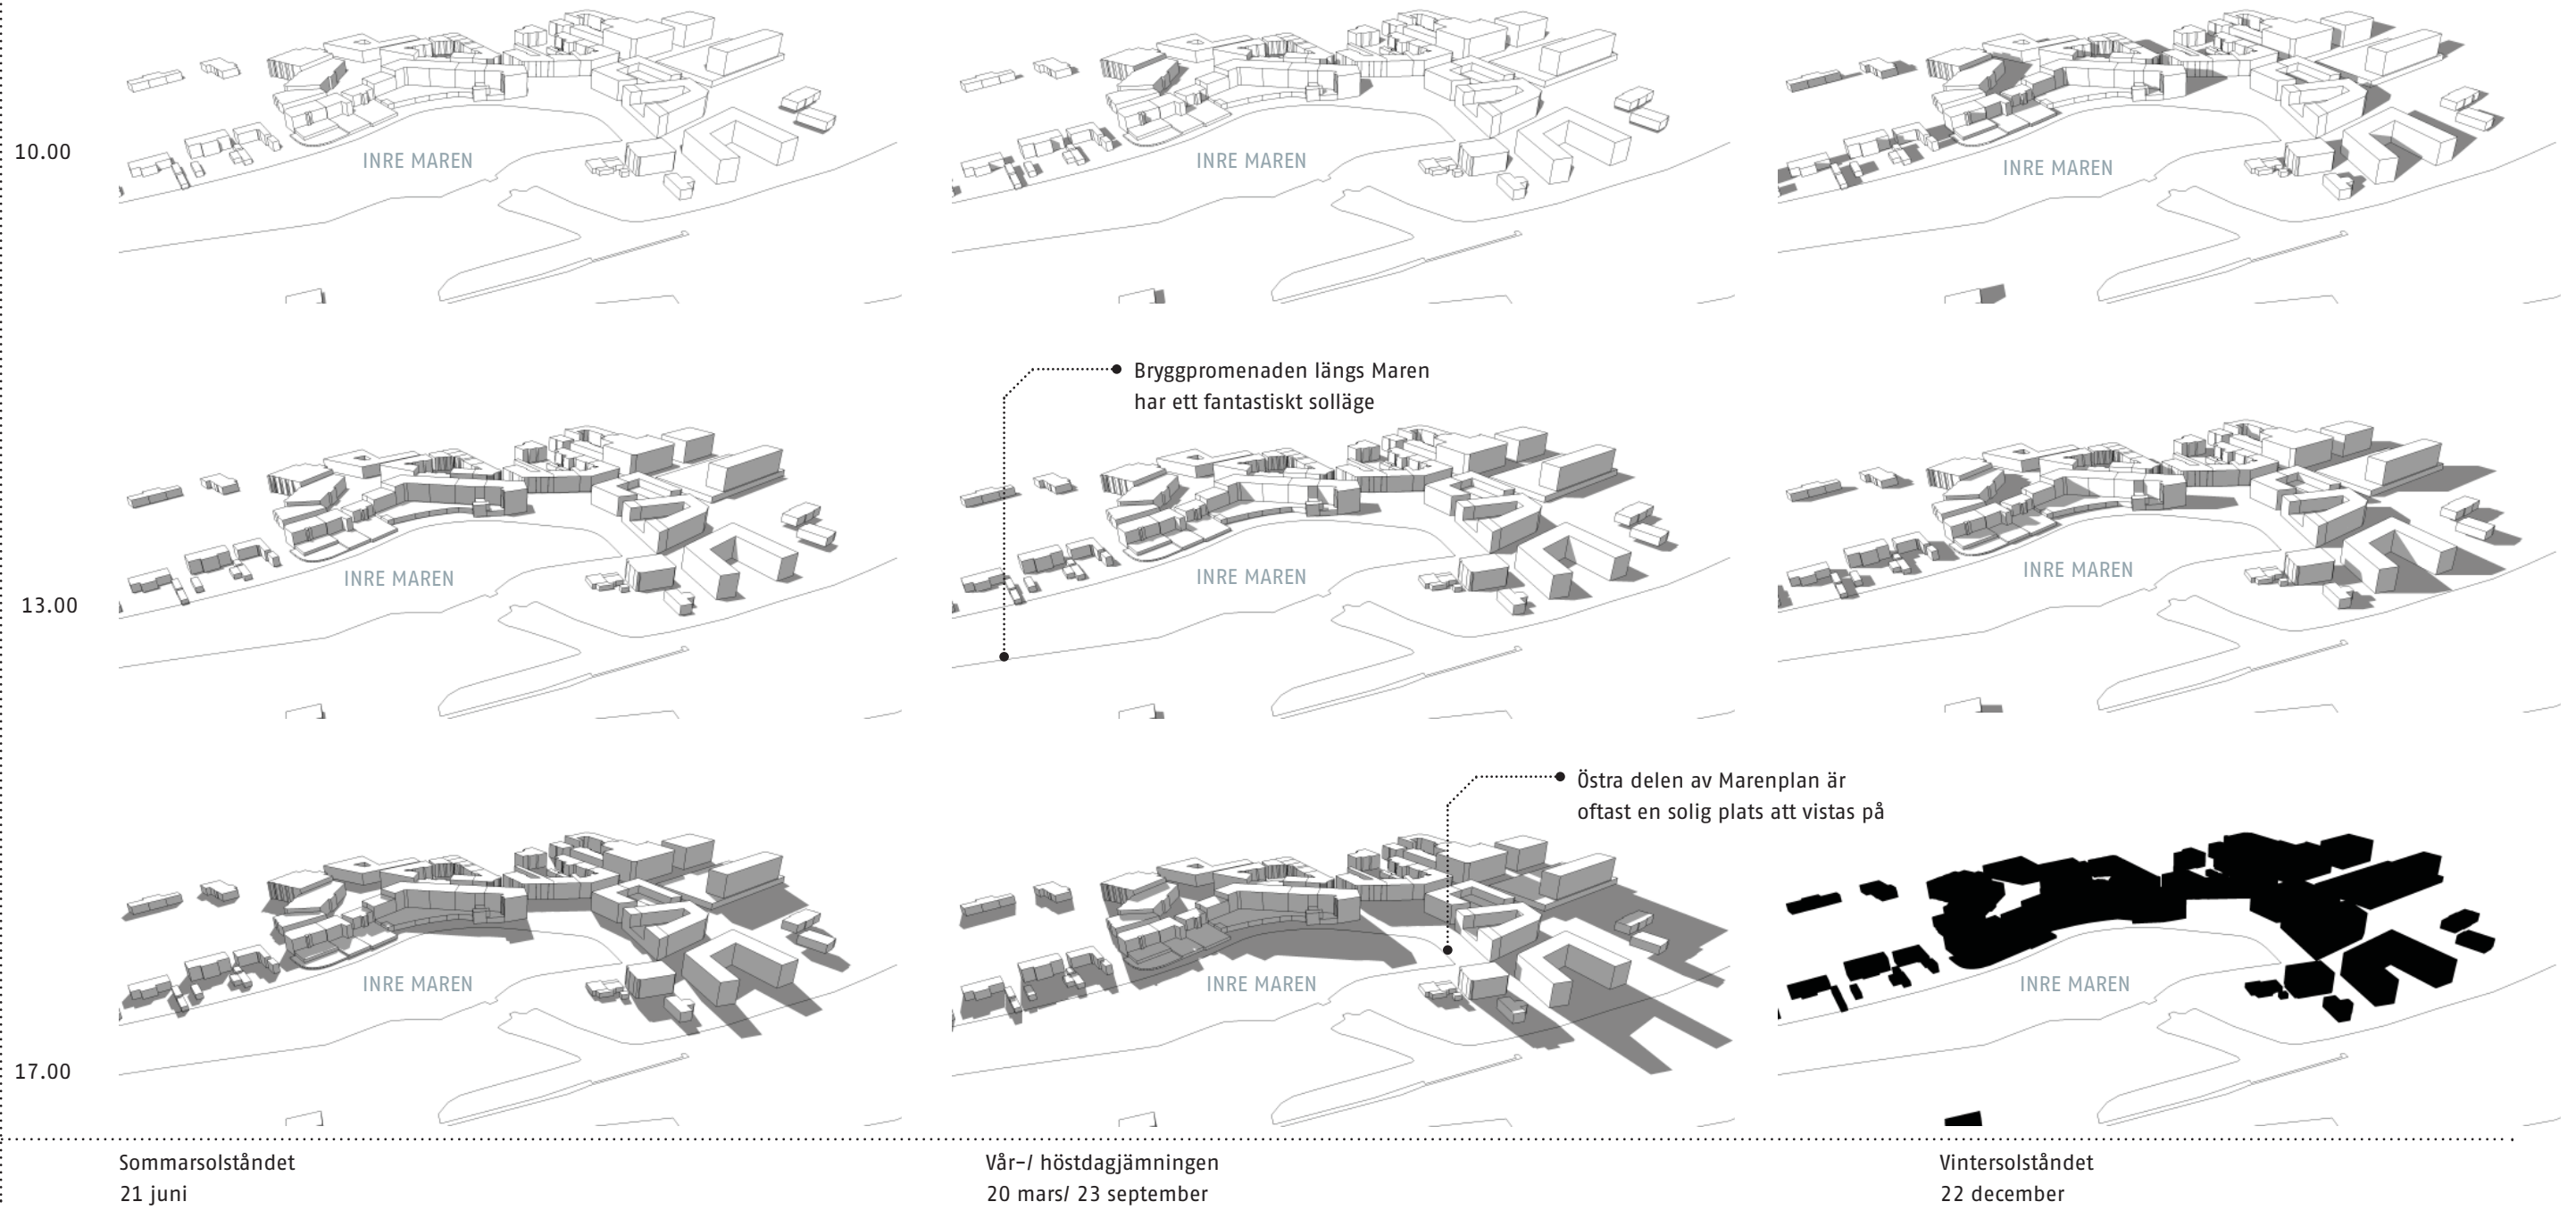 10.00
INRE MAREN
INRE MAREN
INRE MAREN
Bryggpromenaden längs Maren
har ett fantastiskt solläge
13.00
INRE MAREN
INRE MAREN
INRE MAREN
Östra delen av Marenplan är
oftast en solig plats att vistas på
17.00
INRE MAREN
INRE MAREN
INRE MAREN
Sommarsolståndet
21 juni
Vår-/ höstdagjämningen
20 mars/ 23 september
Vintersolståndet
22 december